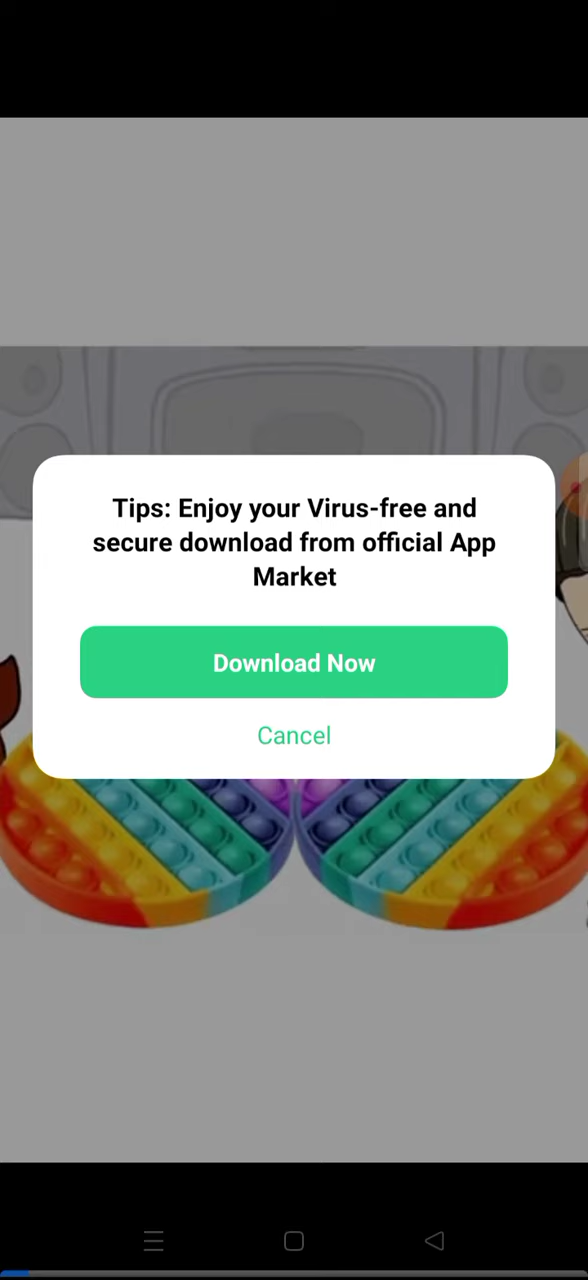 Tips: Enjoy your Virus-free and
secure download from official App
Market
Download Now
Cancel